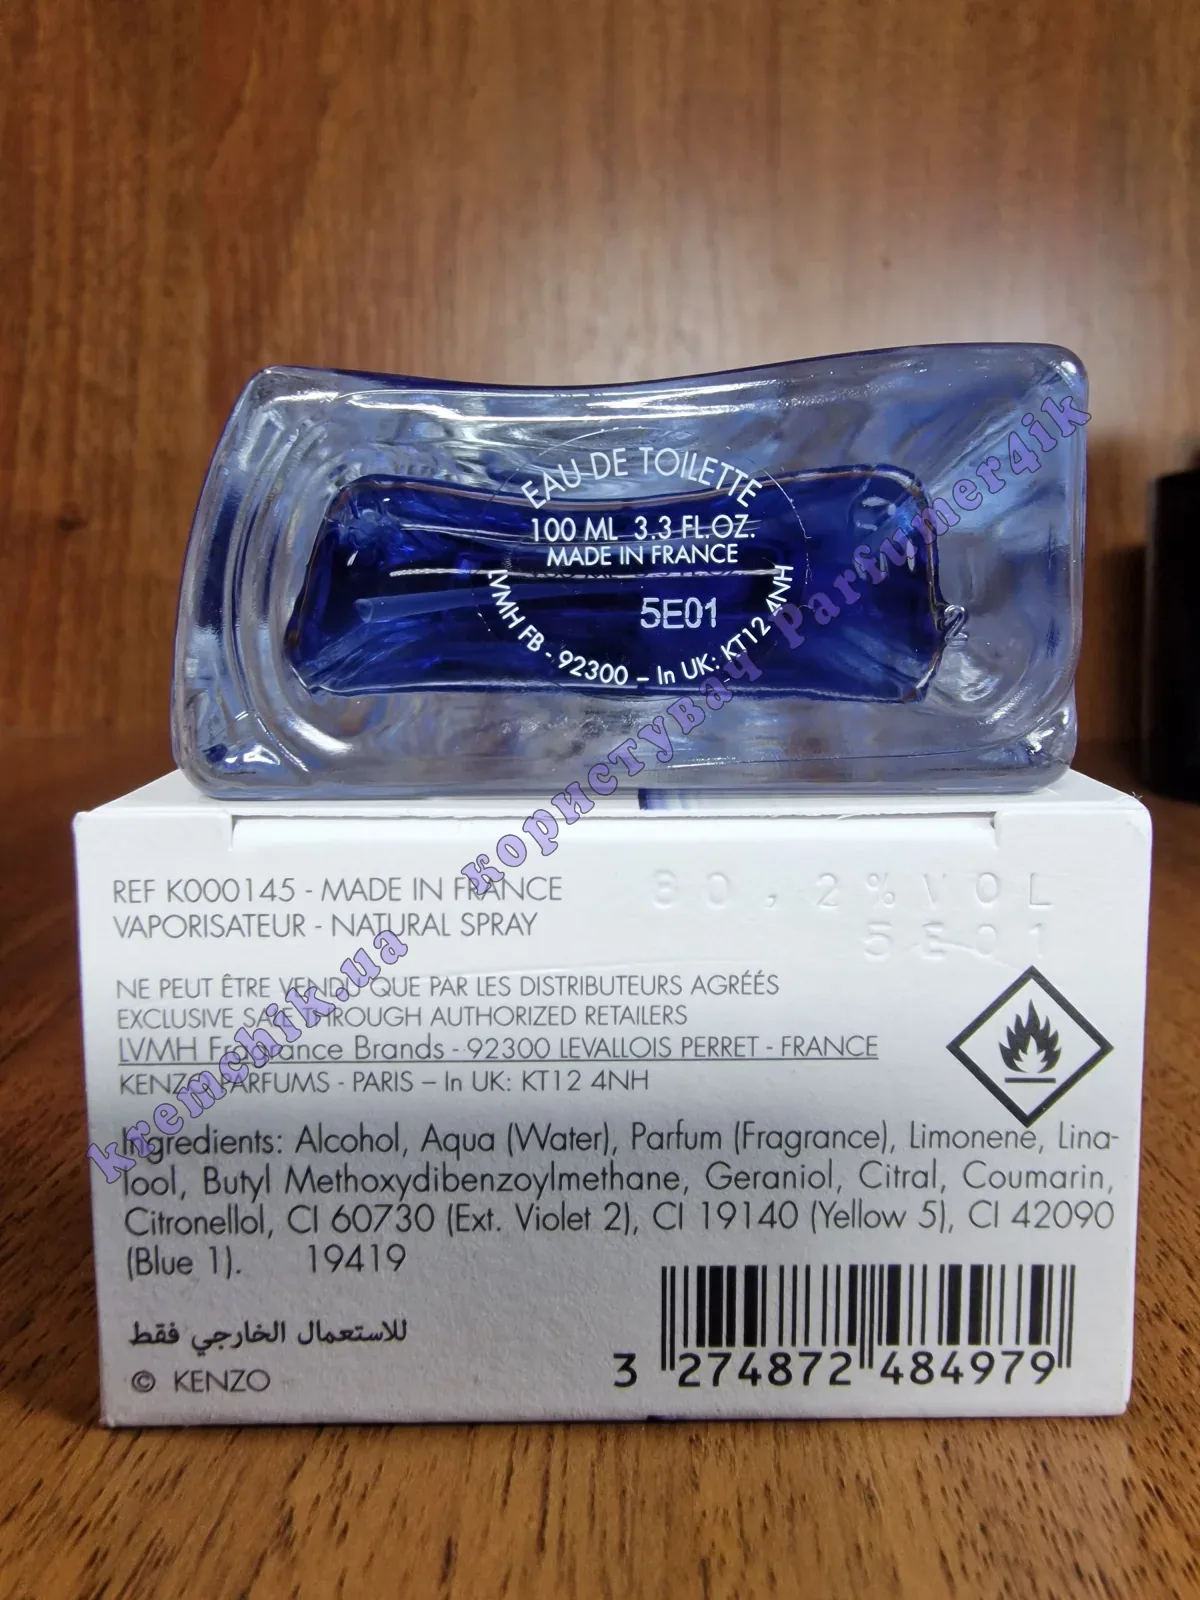 EAU DE TOILETTE
100 ML 3.3 FL.OZ.
MADE IN FRANCE
5E01
LVMH FB - 92300 – In UK: KT12 4NH
2
REF K000145 - MADE IN FRANCE
VAPORISATEUR - NATURAL SPRAY
80,2%VOL
5E01
NE PEUT ÊTRE VENDU QUE PAR LES DISTRIBUTEURS AGRÉÉS
EXCLUSIVE SALE THROUGH AUTHORIZED RETAILERS
LVMH Fragrance Brands - 92300 LEVALLOIS PERRET - FRANCE
KENZO PARFUMS - PARIS – In UK: KT12 4NH
Ingredients: Alcohol, Aqua (Water), Parfum (Fragrance), Limonene, Lina-
lool, Butyl Methoxydibenzoylmethane, Geraniol, Citral, Coumarin,
Citronellol, CI 60730 (Ext. Violet 2), CI 19140 (Yellow 5), CI 42090
(Blue 1). 19419
للاستعمال الخارجي فقط
© KENZO
3 274872 484979
kremchik.ua користувач Parfumer4ik